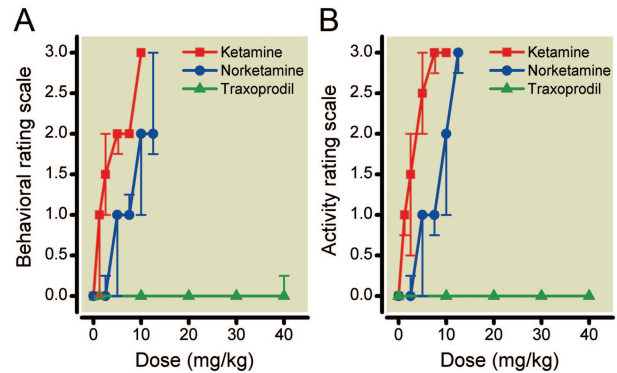 A
Behavioral rating scale
3.0
2.5
2.0
1.5
1.0
0.5
0.0
Ketamine
Norketamine
Traxoprodil
0
10
20
30
40
Dose (mg/kg)
B
Activity rating scale
3.0
2.5
2.0
1.5
1.0
0.5
0.0
Ketamine
Norketamine
Traxoprodil
0
10
20
30
40
Dose (mg/kg)